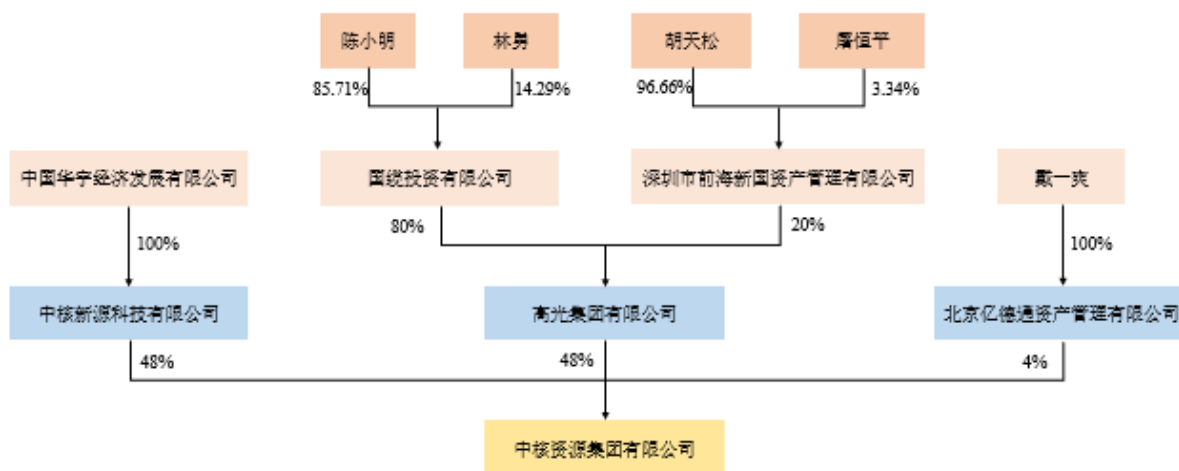 陈小明
林勇
胡天松
屠恒平
85.71%
14.29%
96.66%
3.34%
中国华宇经济发展有限公司
国缆投资有限公司
深圳市前海新国资产管理有限公司
戴一爽
100%
80%
20%
100%
中核新源科技有限公司
高光集团有限公司
北京亿德通资产管理有限公司
48%
48%
4%
中核资源集团有限公司